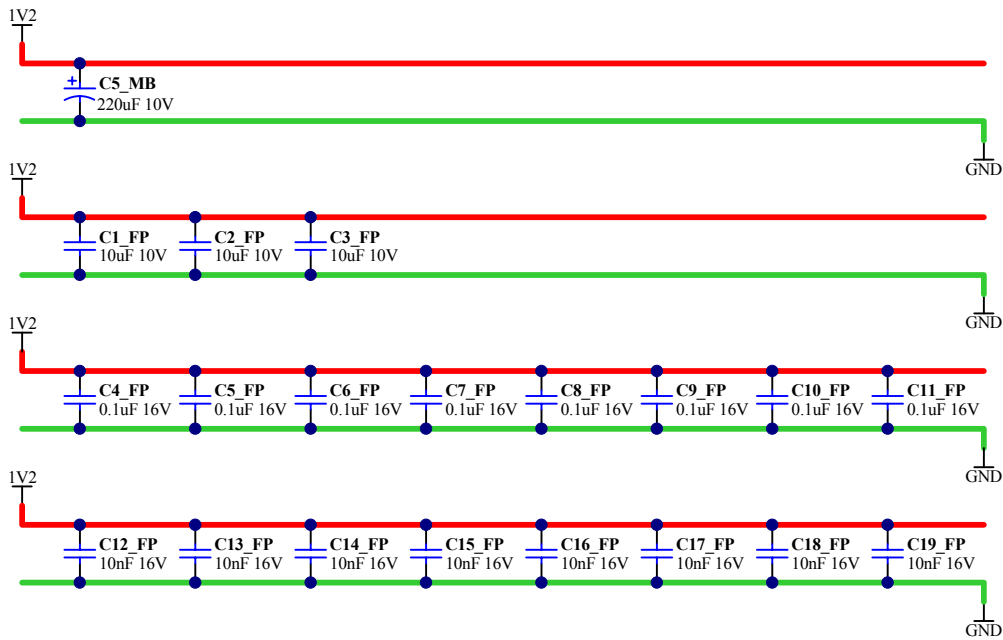 1V2
C5_MB
220uF 10V
GND
1V2
C1_FP C2_FP C3_FP
10uF 10V 10uF 10V 10uF 10V
GND
1V2
C4_FP C5_FP C6_FP C7_FP C8_FP C9_FP C10_FP C11_FP
0.1uF 16V 0.1uF 16V 0.1uF 16V 0.1uF 16V 0.1uF 16V 0.1uF 16V 0.1uF 16V 0.1uF 16V
GND
1V2
C12_FP C13_FP C14_FP C15_FP C16_FP C17_FP C18_FP C19_FP
10nF 16V 10nF 16V 10nF 16V 10nF 16V 10nF 16V 10nF 16V 10nF 16V 10nF 16V
GND